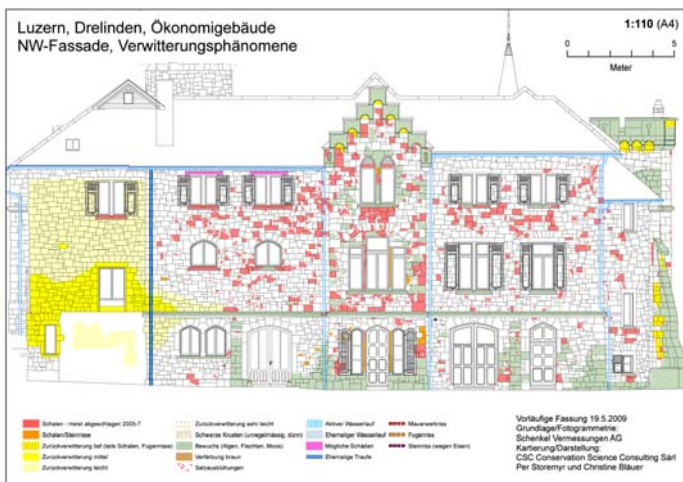 Luzern, Drelinden, Ökonomigebäude
NW-Fassade, Verwitterungsphänomene
1:110 (A4)
0 5
Meter
Schalen - meist abgeschlagen 2005-7
Schalen/Steinrisse
Zurückverwitterung tief (teils Schalen, Fugenrisse)
Zurückverwitterung mittel
Zurückverwitterung leicht
Zurückverwitterung sehr leicht
Schwarze Krusten (unregelmässig, dünn)
Bewuchs (Algen, Flechten, Moos)
Verfärbung braun
Salzausblühungen
Aktiver Wasserlauf
Ehemaliger Wasserlauf
Mögliche Schäden
Ehemalige Traufe
Mauerwerkriss
Fugenriss
Steinriss (wegen Eisen)
Vorläufige Fassung 19.5.2009
Grundlage/Fotogrammetrie:
Schenkel Vermessungen AG
Kartierung/Darstellung:
CSC Conservation Science Consulting Sàrl
Per Storemyr und Christine Bläuer